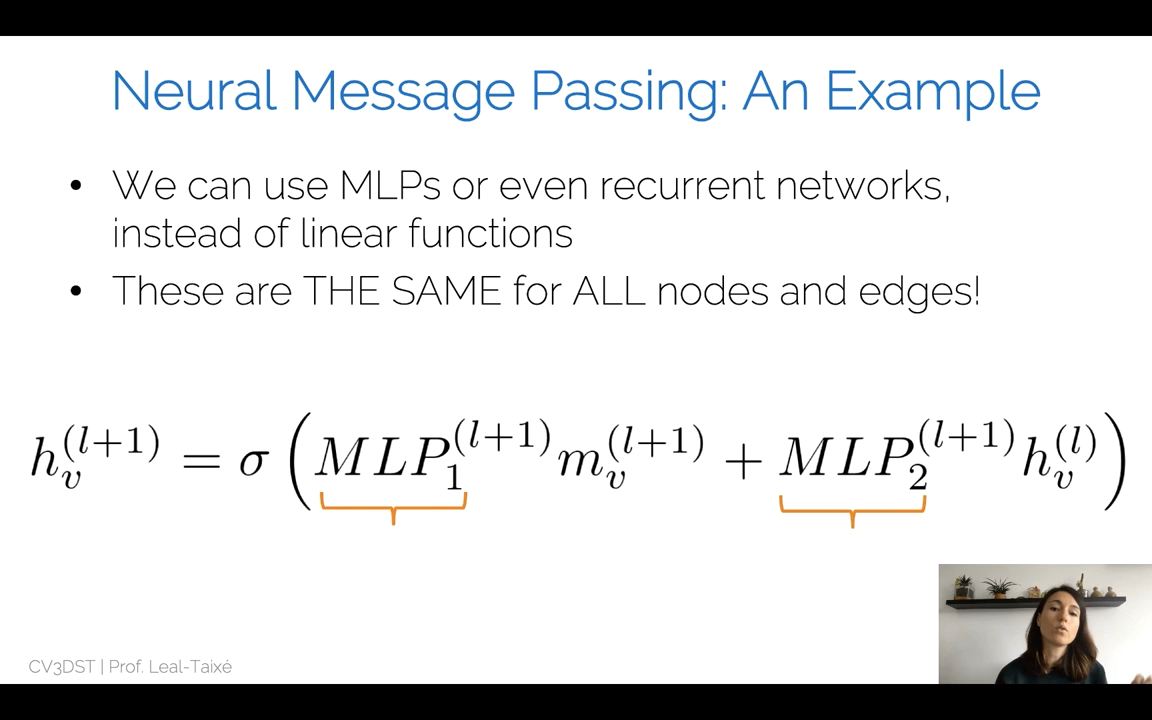 Neural Message Passing: An Example
• We can use MLPs or even recurrent networks,
instead of linear functions
• These are THE SAME for ALL nodes and edges!
h_v^{(l+1)} = σ ( MLP_1^{(l+1)} m_v^{(l+1)} + MLP_2^{(l+1)} h_v^{(l)} )
CV3DST | Prof. Leal-Taixé